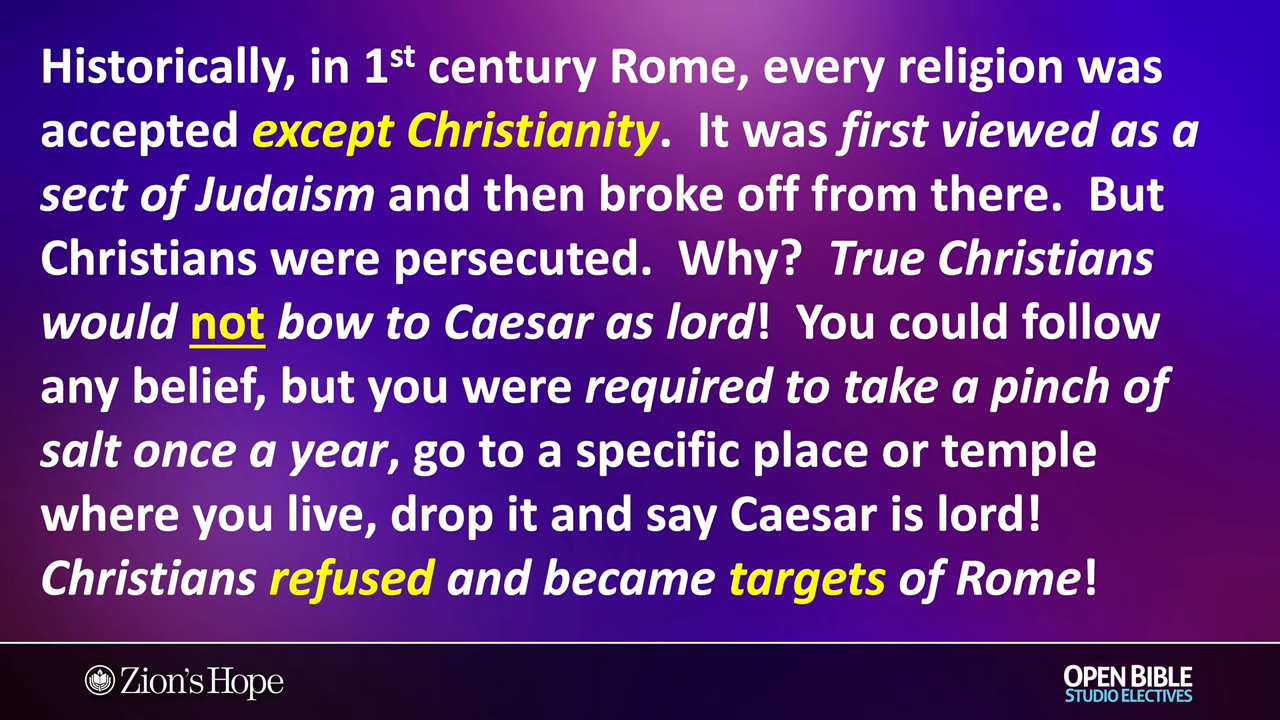 Historically, in 1st century Rome, every religion was
accepted except Christianity.  It was first viewed as a
sect of Judaism and then broke off from there.  But
Christians were persecuted.  Why?  True Christians
would not bow to Caesar as lord!  You could follow
any belief, but you were required to take a pinch of
salt once a year, go to a specific place or temple
where you live, drop it and say Caesar is lord!
Christians refused and became targets of Rome!
Zion's Hope
OPEN BIBLE
STUDIO ELECTIVES